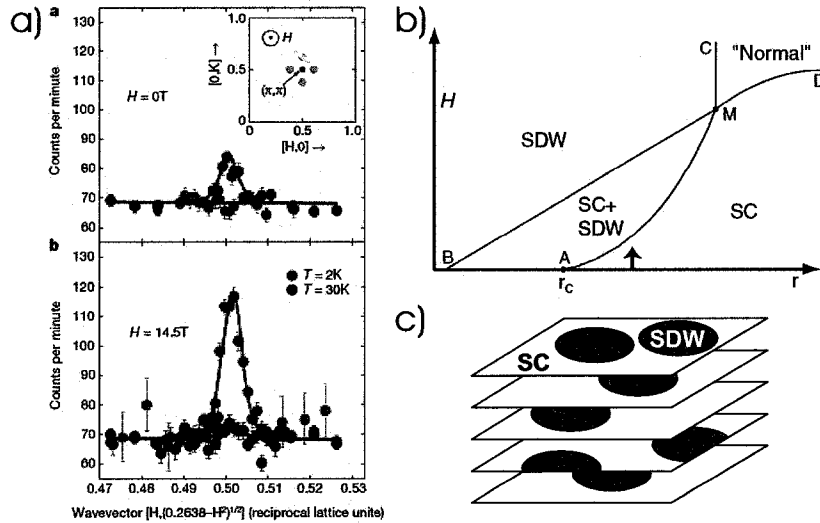 a)
a
130
120
110
100
90
80
70
60
Counts per minute
H = 0T
1.0
0.5
0
0
0.5
1.0
[0,K] →
[H,0] →
H
(π,π)
b
130
120
110
100
90
80
70
60
Counts per minute
T = 2K
T = 30K
H = 14.5T
0.47 0.48 0.49 0.50 0.51 0.52 0.53
Wavevector [H,(0.2638–H²)^1/2] (reciprocal lattice unite)
b)
H
C
"Normal"
D
M
SDW
SC+
SDW
SC
B
A
r_c
r
c)
SC
SDW